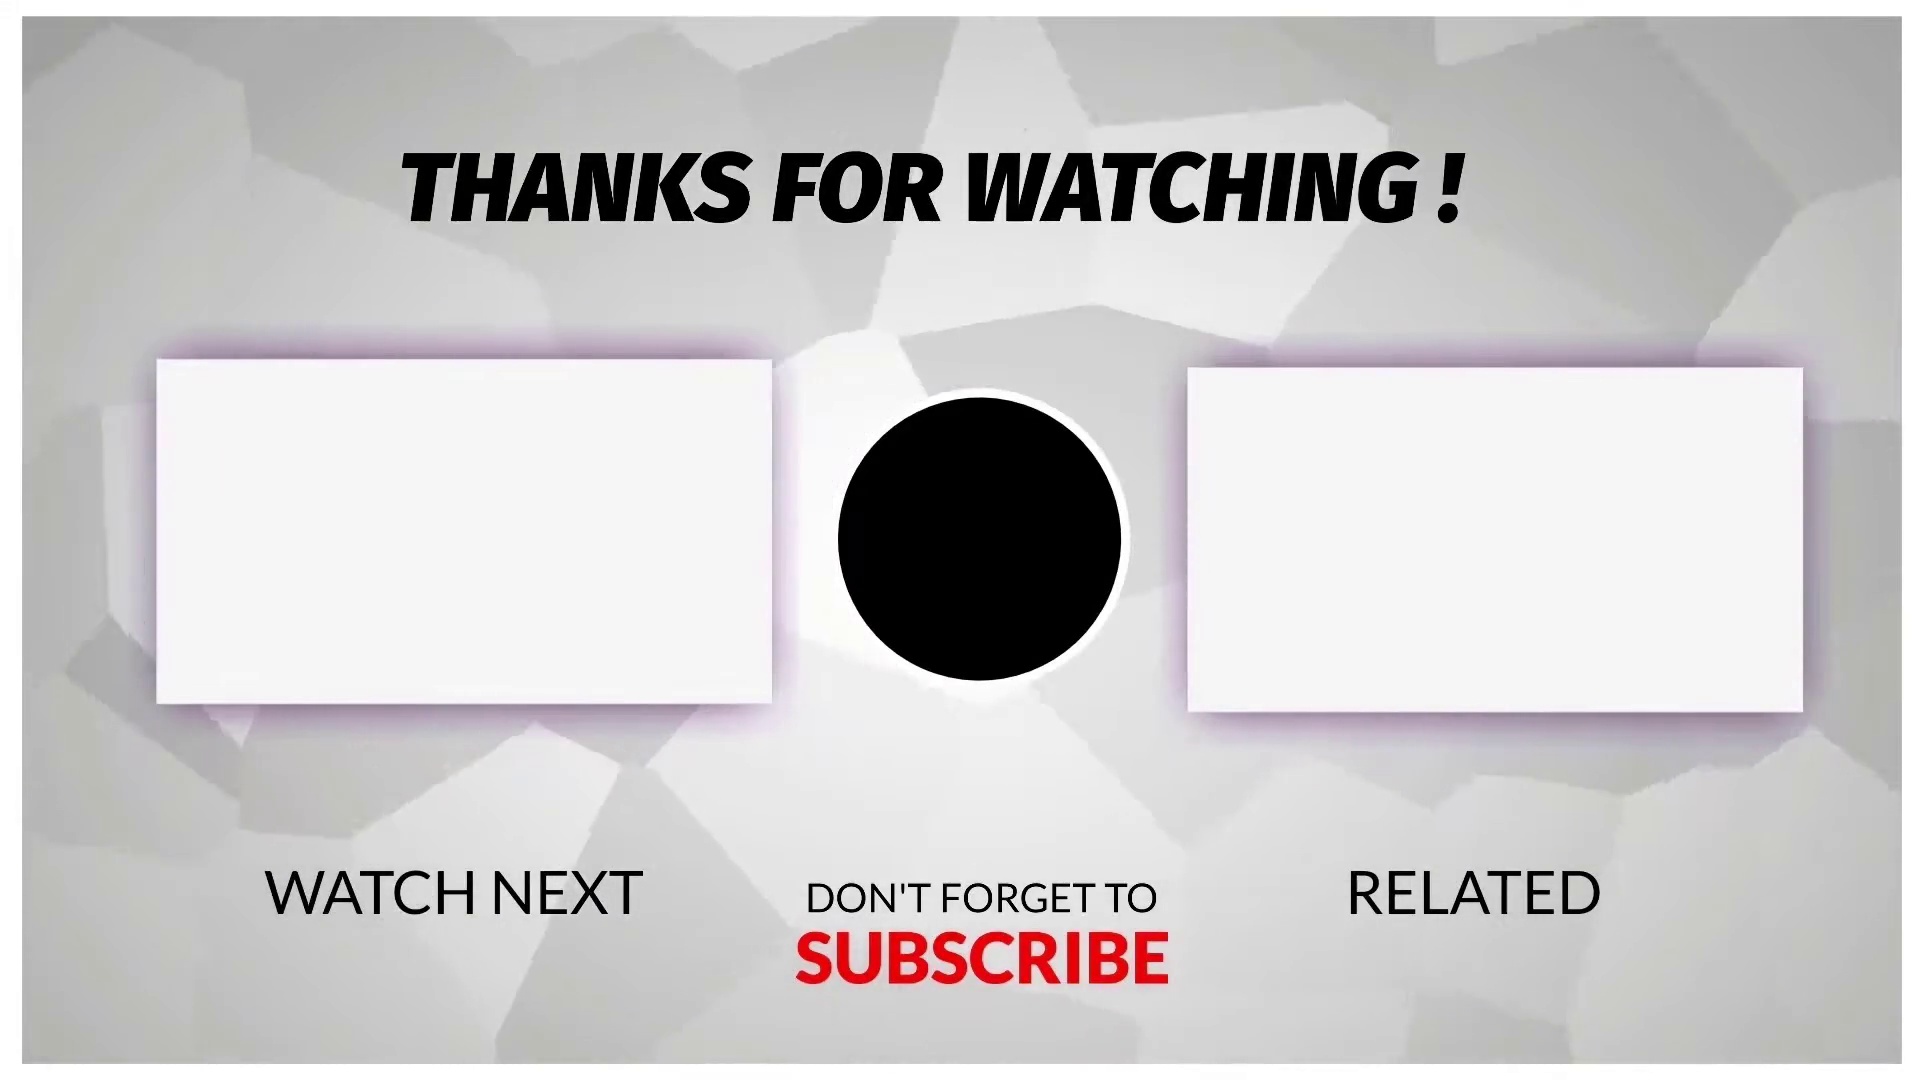 THANKS FOR WATCHING !
WATCH NEXT
DON'T FORGET TO
SUBSCRIBE
RELATED